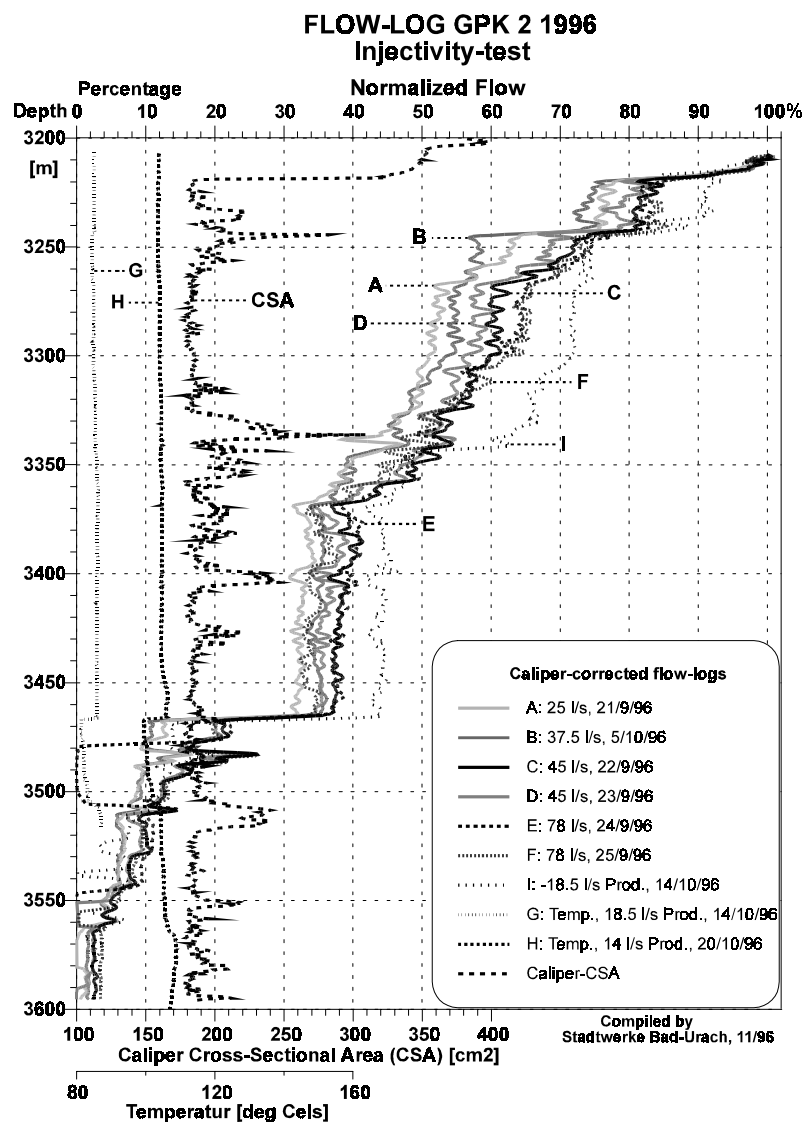 FLOW-LOG GPK 2 1996
Injectivity-test
Percentage Normalized Flow
Depth 0 10 20 30 40 50 60 70 80 90 100%
3200
[m]
B
3250
G
A
H CSA C
D
3300
F
I
3350
E
3400
3450
3500
3550
3600
Caliper-corrected flow-logs
A: 25 l/s, 21/9/96
B: 37.5 l/s, 5/10/96
C: 45 l/s, 22/9/96
D: 45 l/s, 23/9/96
E: 78 l/s, 24/9/96
F: 78 l/s, 25/9/96
I: -18.5 l/s Prod., 14/10/96
G: Temp., 18.5 l/s Prod., 14/10/96
H: Temp., 14 l/s Prod., 20/10/96
Caliper-CSA
100 150 200 250 300 350 400
Compiled by
Stadtwerke Bad-Urach, 11/96
Caliper Cross-Sectional Area (CSA) [cm2]
80 120 160
Temperatur [deg Cels]